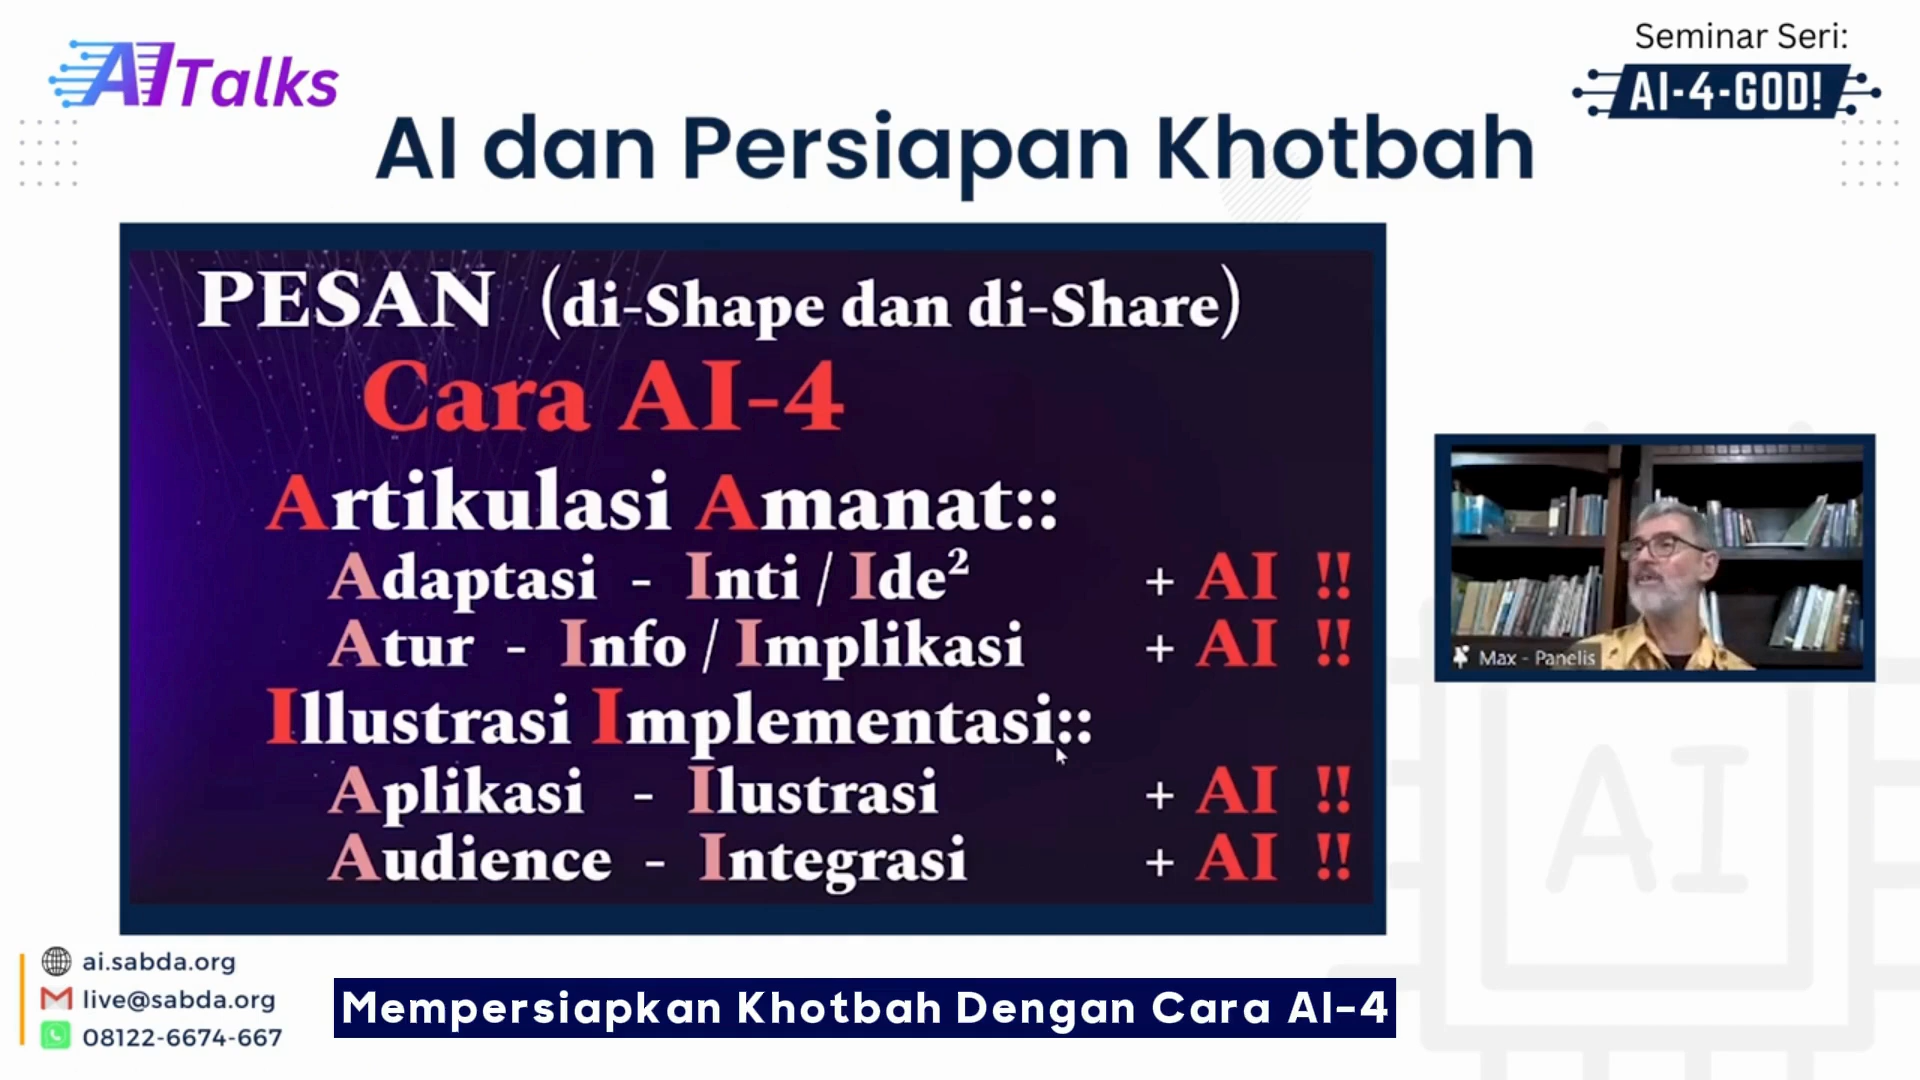 AI Talks
Seminar Seri:
AI-4-GOD!
AI dan Persiapan Khotbah
PESAN (di-Shape dan di-Share)
Cara AI-4
Artikulasi Amanat::
Adaptasi - Inti / Ide² + AI !!
Atur - Info / Implikasi + AI !!
Illustrasi Implementasi::
Aplikasi - Ilustrasi + AI !!
Audience - Integrasi + AI !!
Max - Panelis
AI
ai.sabda.org
live@sabda.org
08122-6674-667
Mempersiapkan Khotbah Dengan Cara AI-4